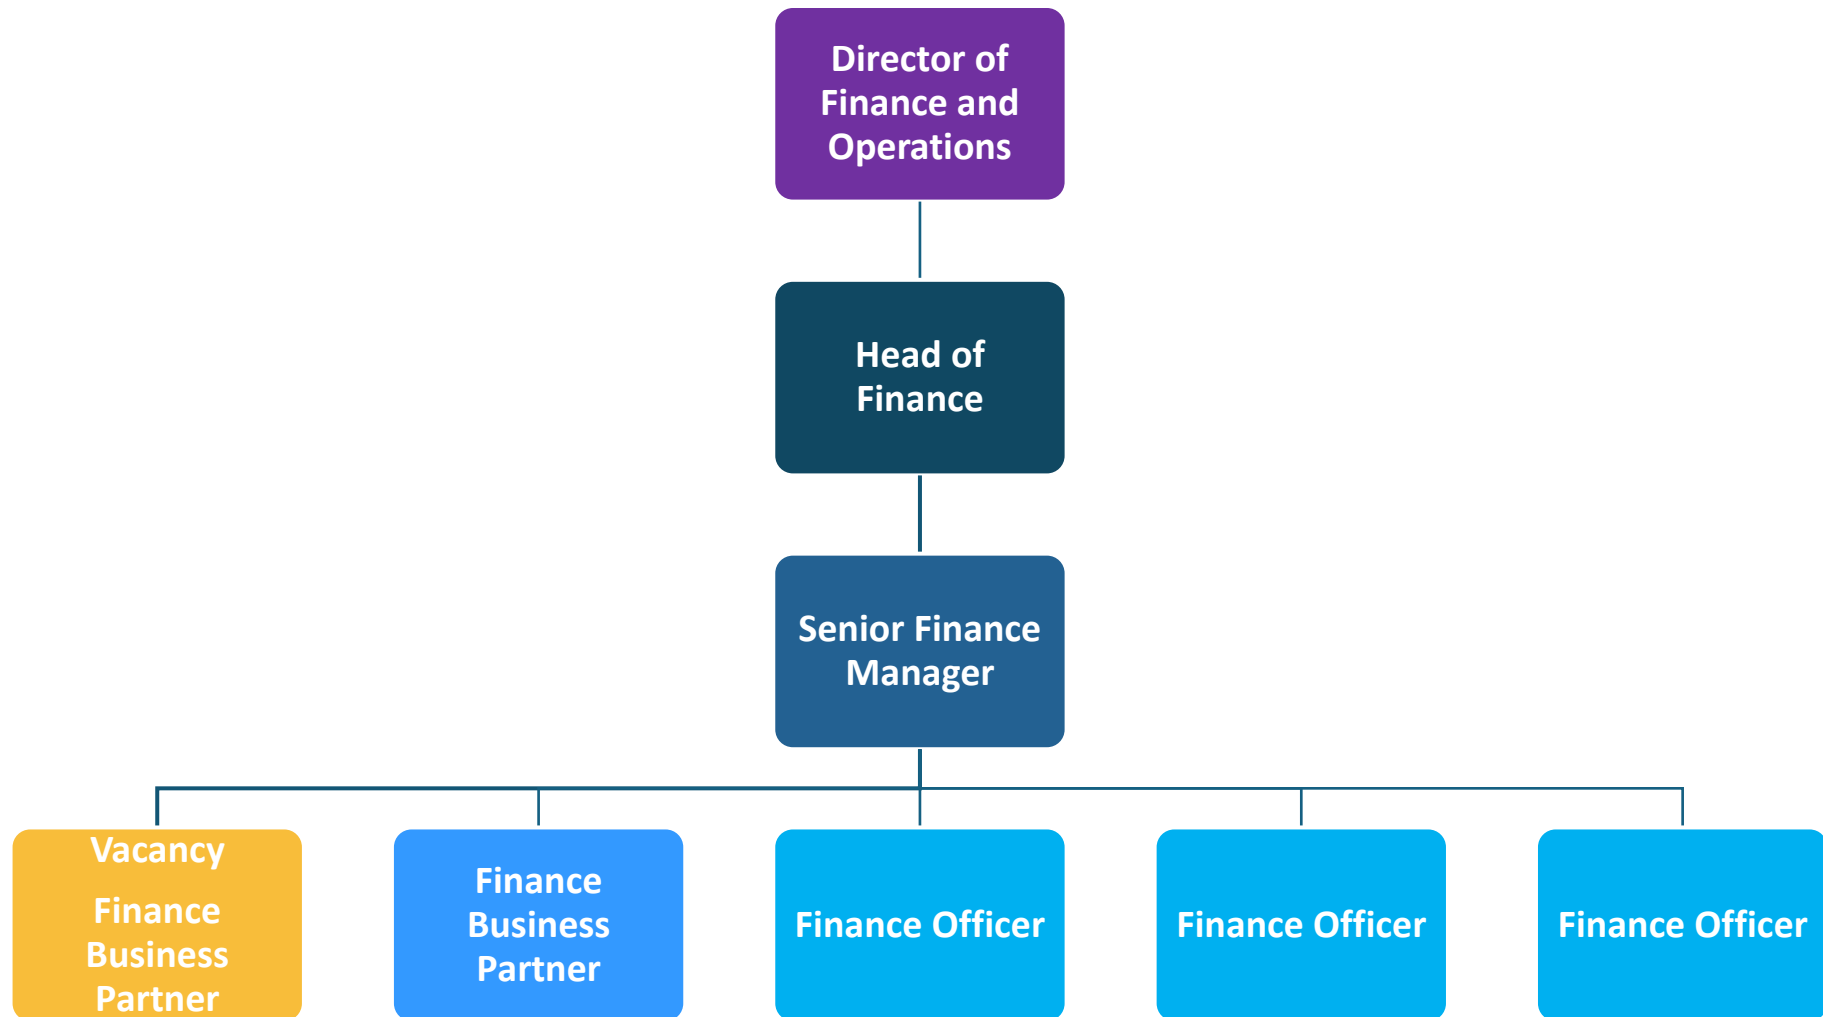 Director of
Finance and
Operations
Head of
Finance
Senior Finance
Manager
Vacancy
Finance
Business
Partner
Finance
Business
Partner
Finance Officer
Finance Officer
Finance Officer